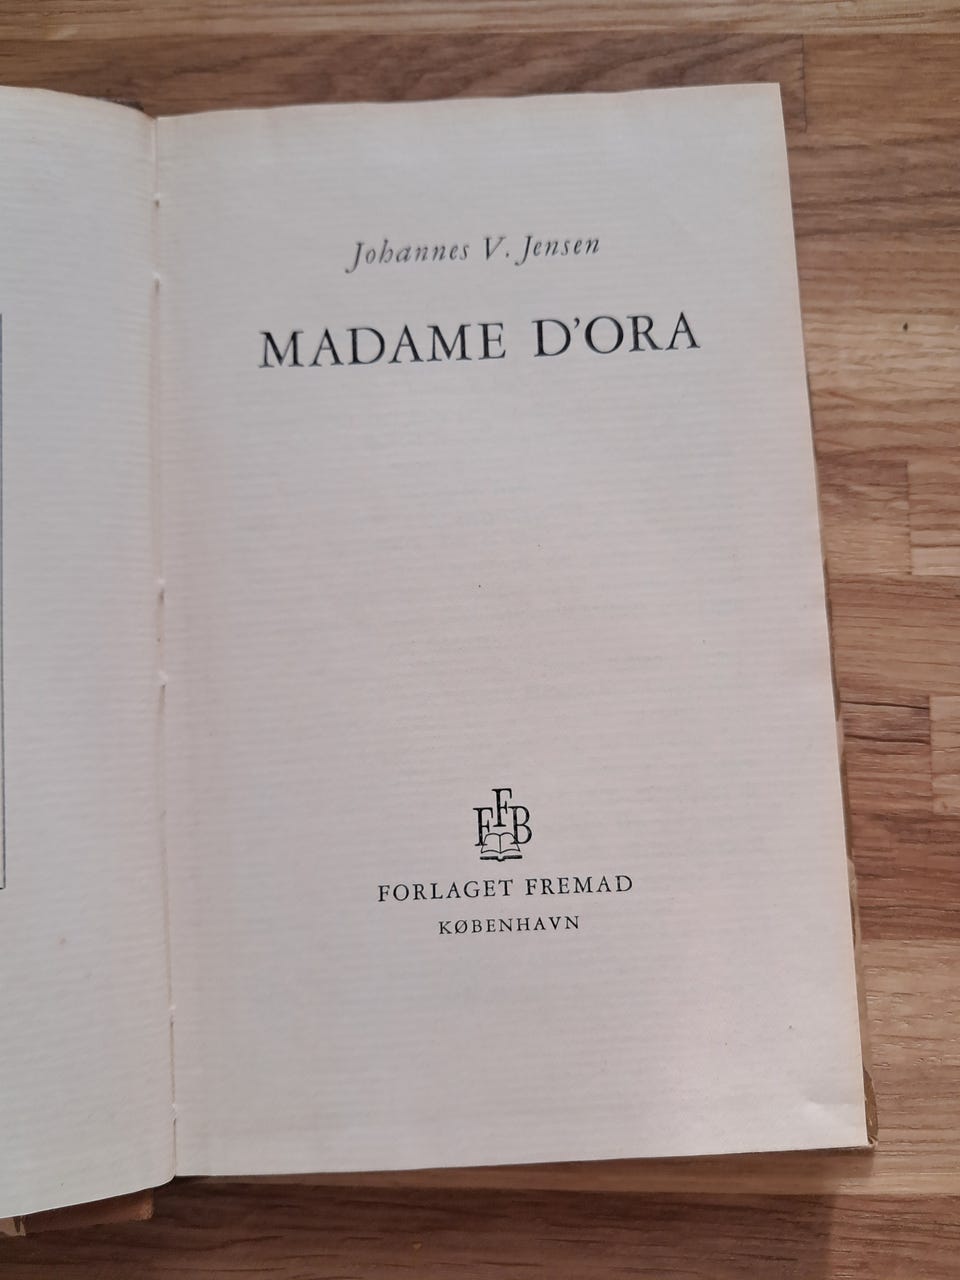 Johannes V. Jensen
MADAME D'ORA
FFB
FORLAGET FREMAD
KØBENHAVN